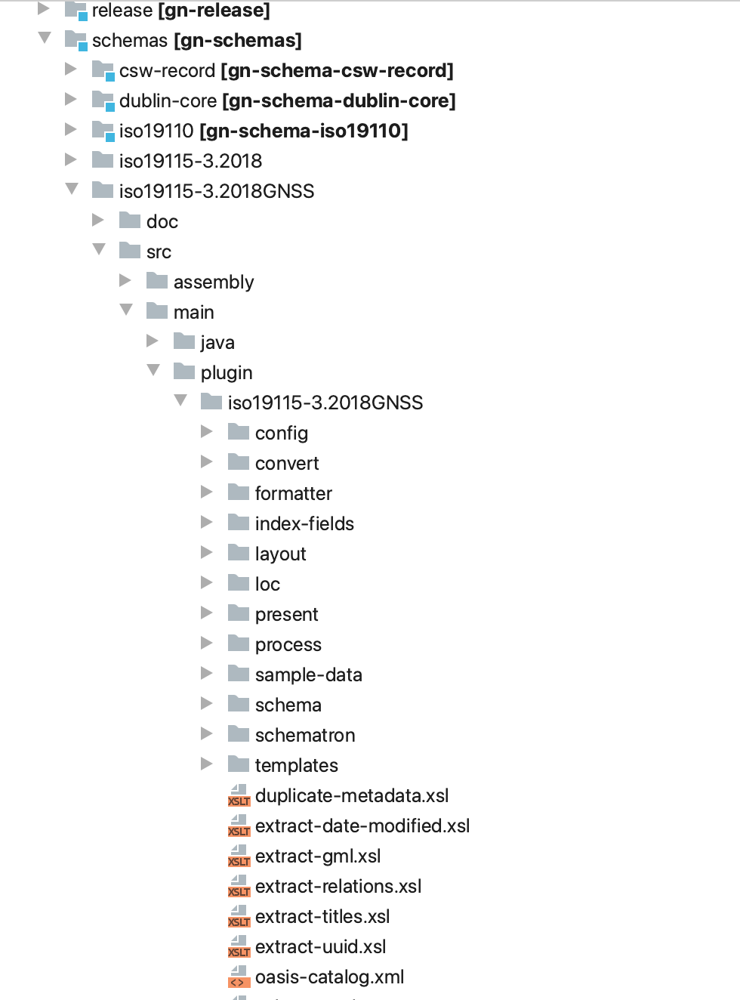 release [gn-release]
schemas [gn-schemas]
csw-record [gn-schema-csw-record]
dublin-core [gn-schema-dublin-core]
iso19110 [gn-schema-iso19110]
iso19115-3.2018
iso19115-3.2018GNSS
doc
src
assembly
main
java
plugin
iso19115-3.2018GNSS
config
convert
formatter
index-fields
layout
loc
present
process
sample-data
schema
schematron
templates
XSLT duplicate-metadata.xsl
XSLT extract-date-modified.xsl
XSLT extract-gml.xsl
XSLT extract-relations.xsl
XSLT extract-titles.xsl
XSLT extract-uuid.xsl
<> oasis-catalog.xml